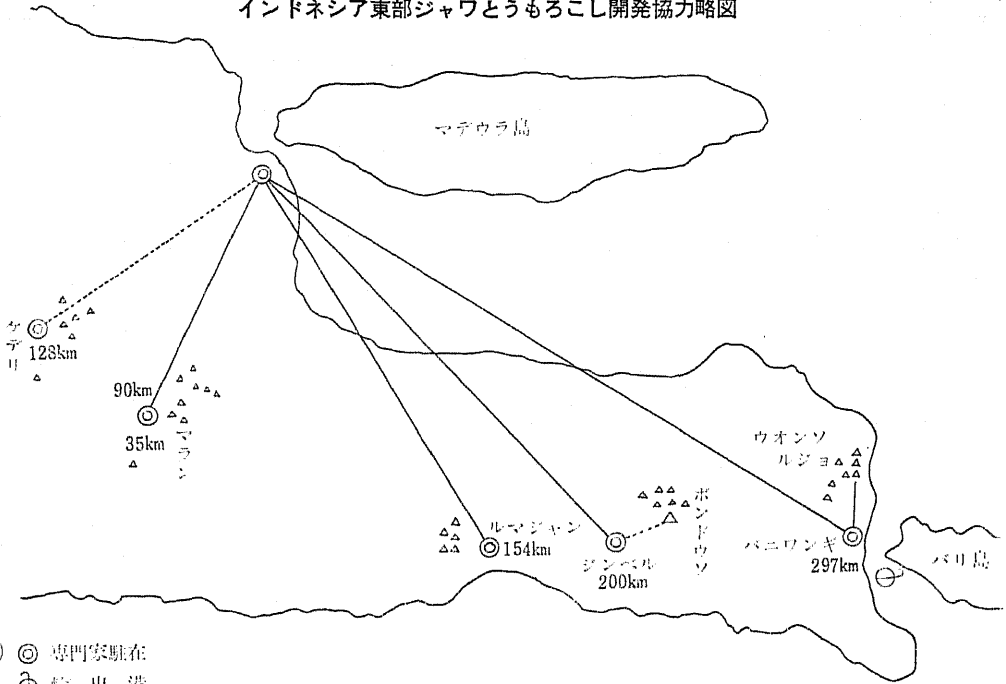 インドネシア東部ジャワとうもろこし開発協力略図
マデウラ島
ケデリ
128km
90km
35km
マラン
ルマジャン
154km
ジンベル
200km
ボンドウソ
ウオンソ
ルジョ
バニワンギ
297km
バリ島
◎ 専門家駐在
港